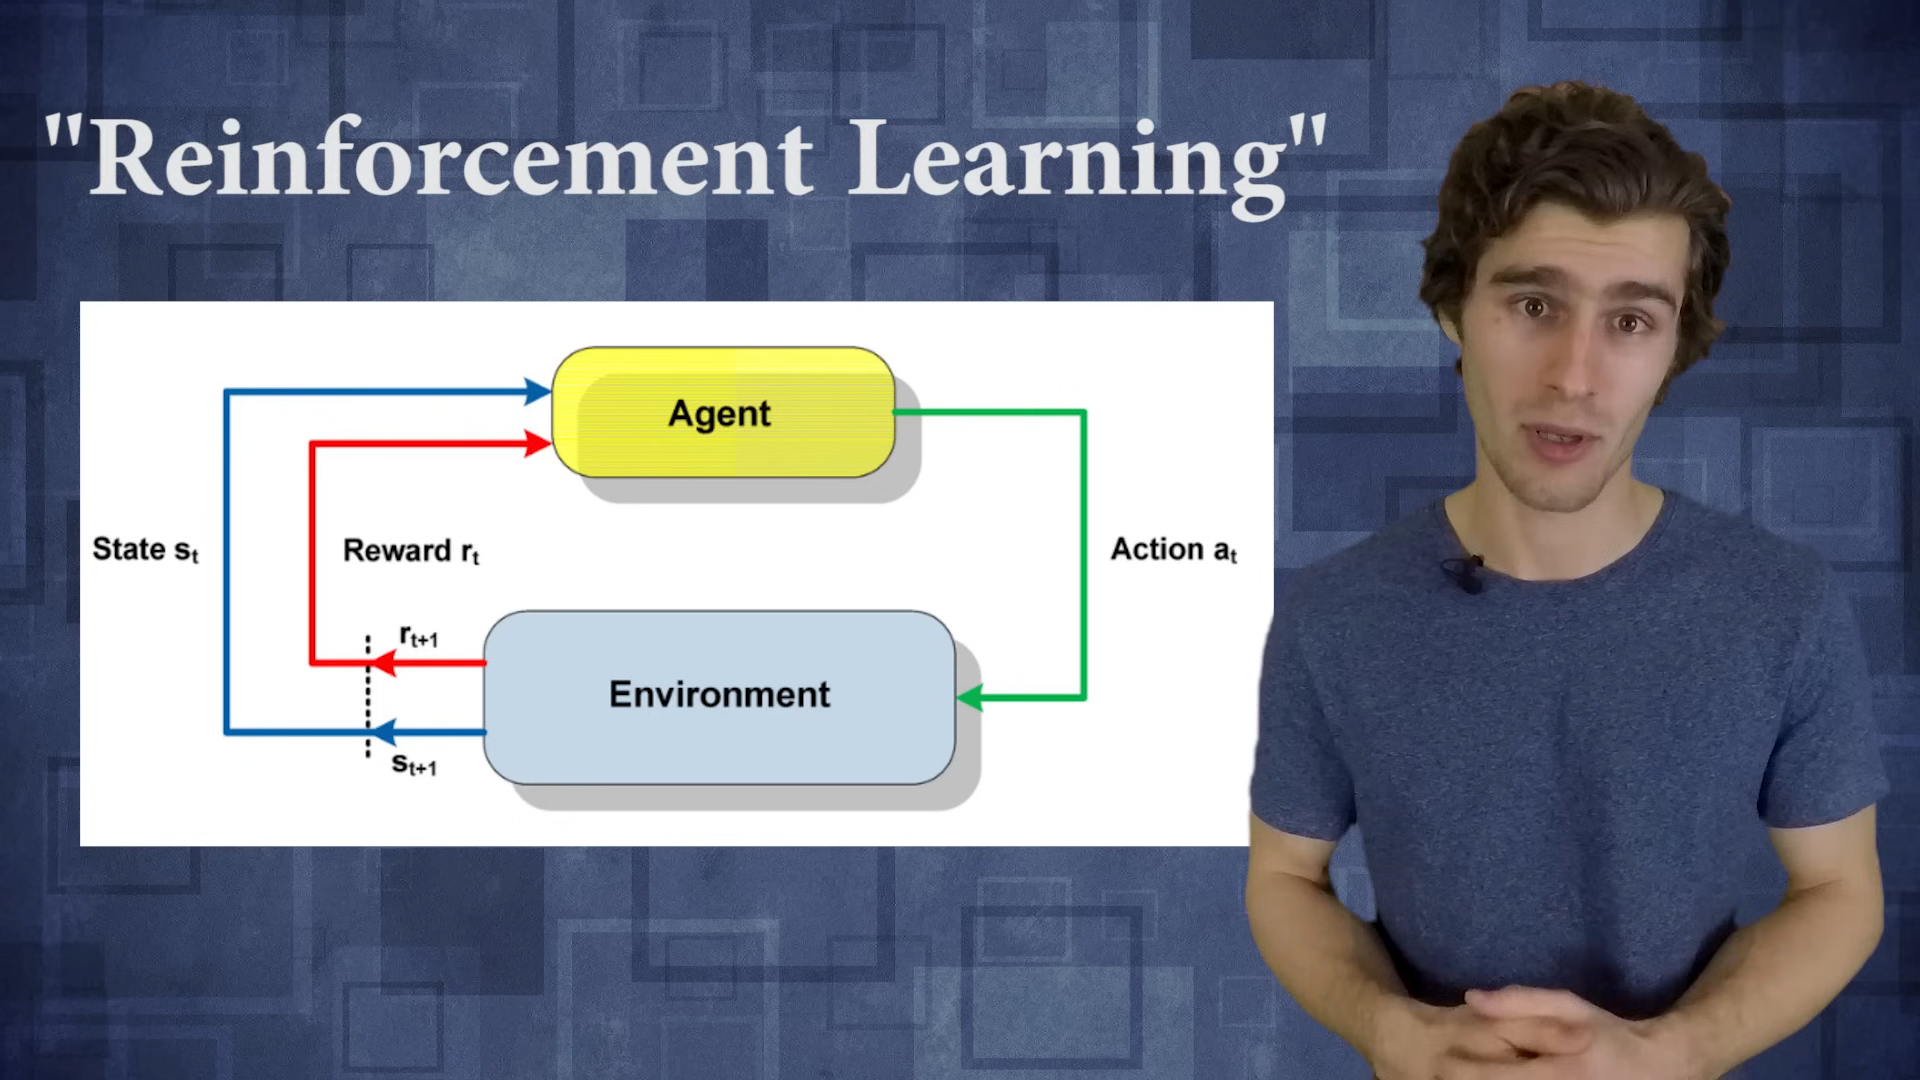 "Reinforcement Learning"
Agent
State sₜ
Reward rₜ
Action aₜ
rₜ₊₁
Environment
sₜ₊₁